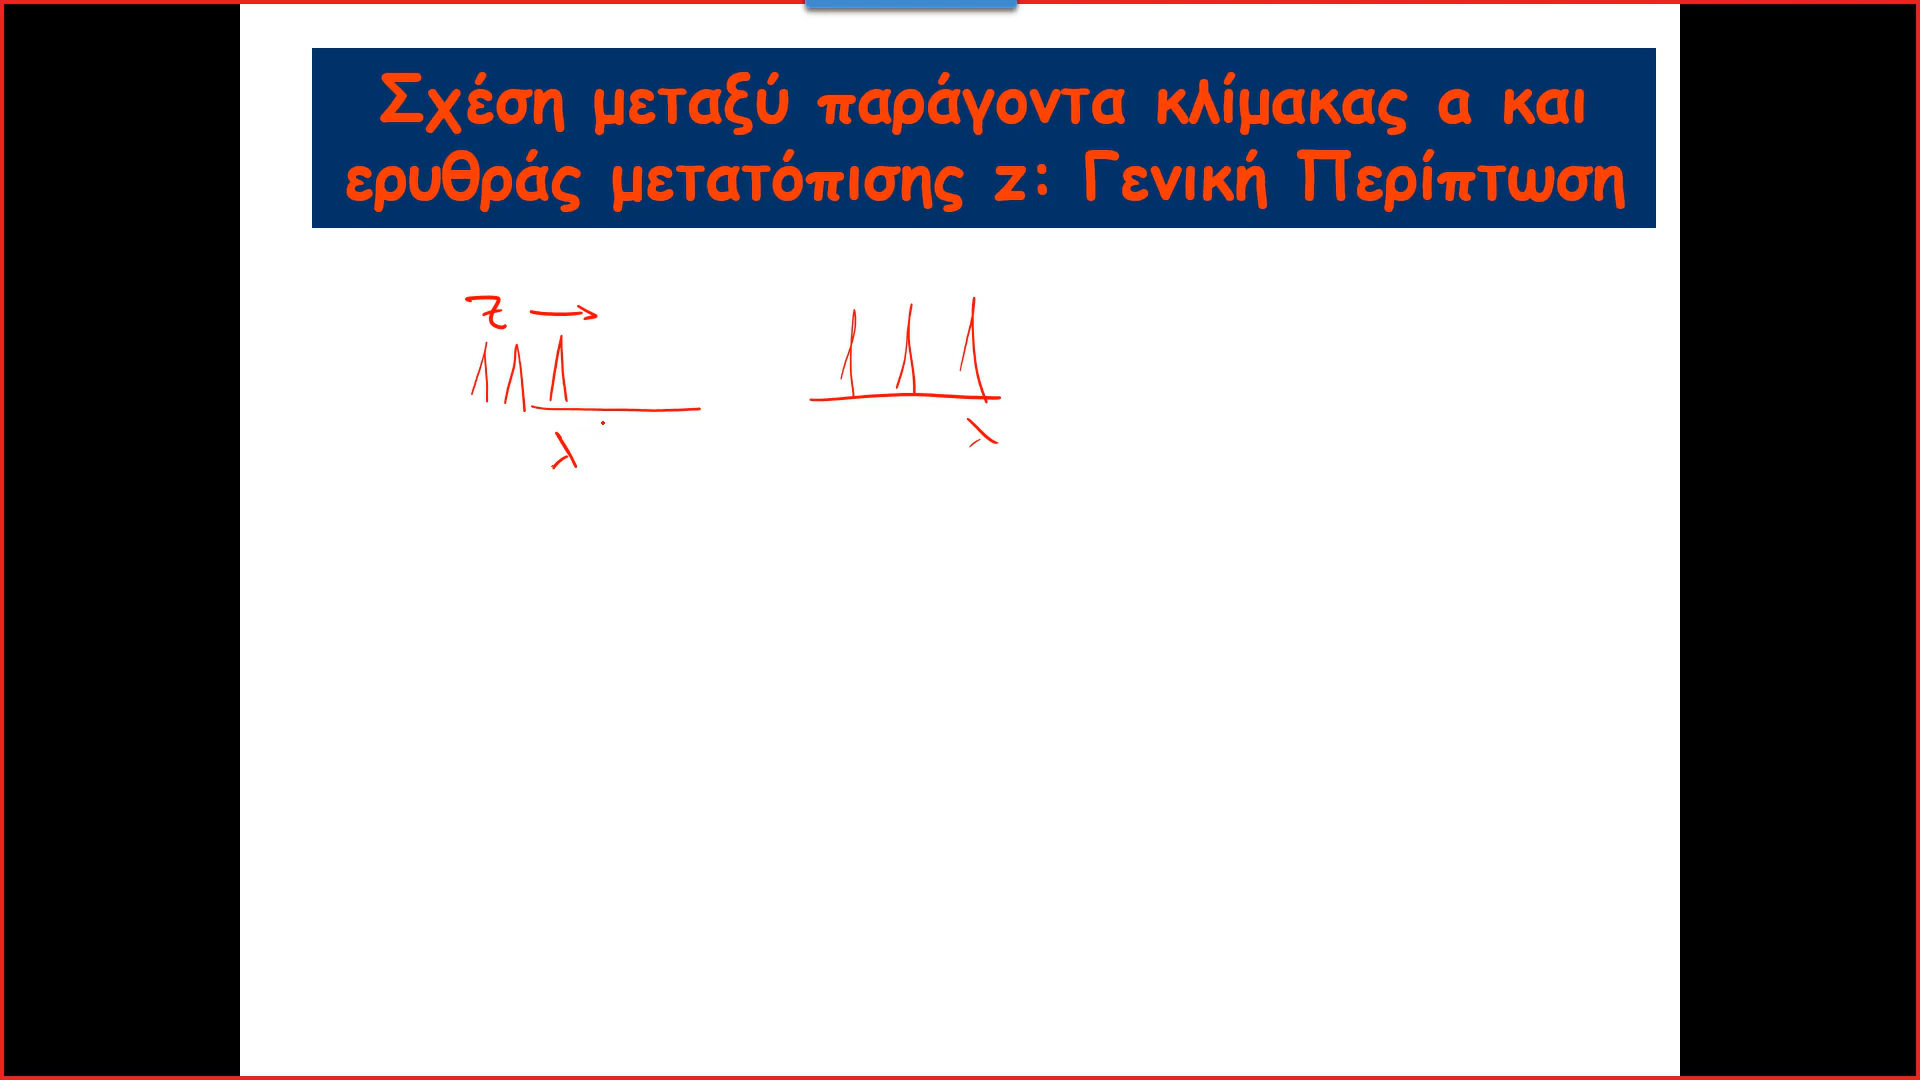 Σχέση μεταξύ παράγοντα κλίμακας a και
ερυθράς μετατόπισης z: Γενική Περίπτωση
z →
λ
λ